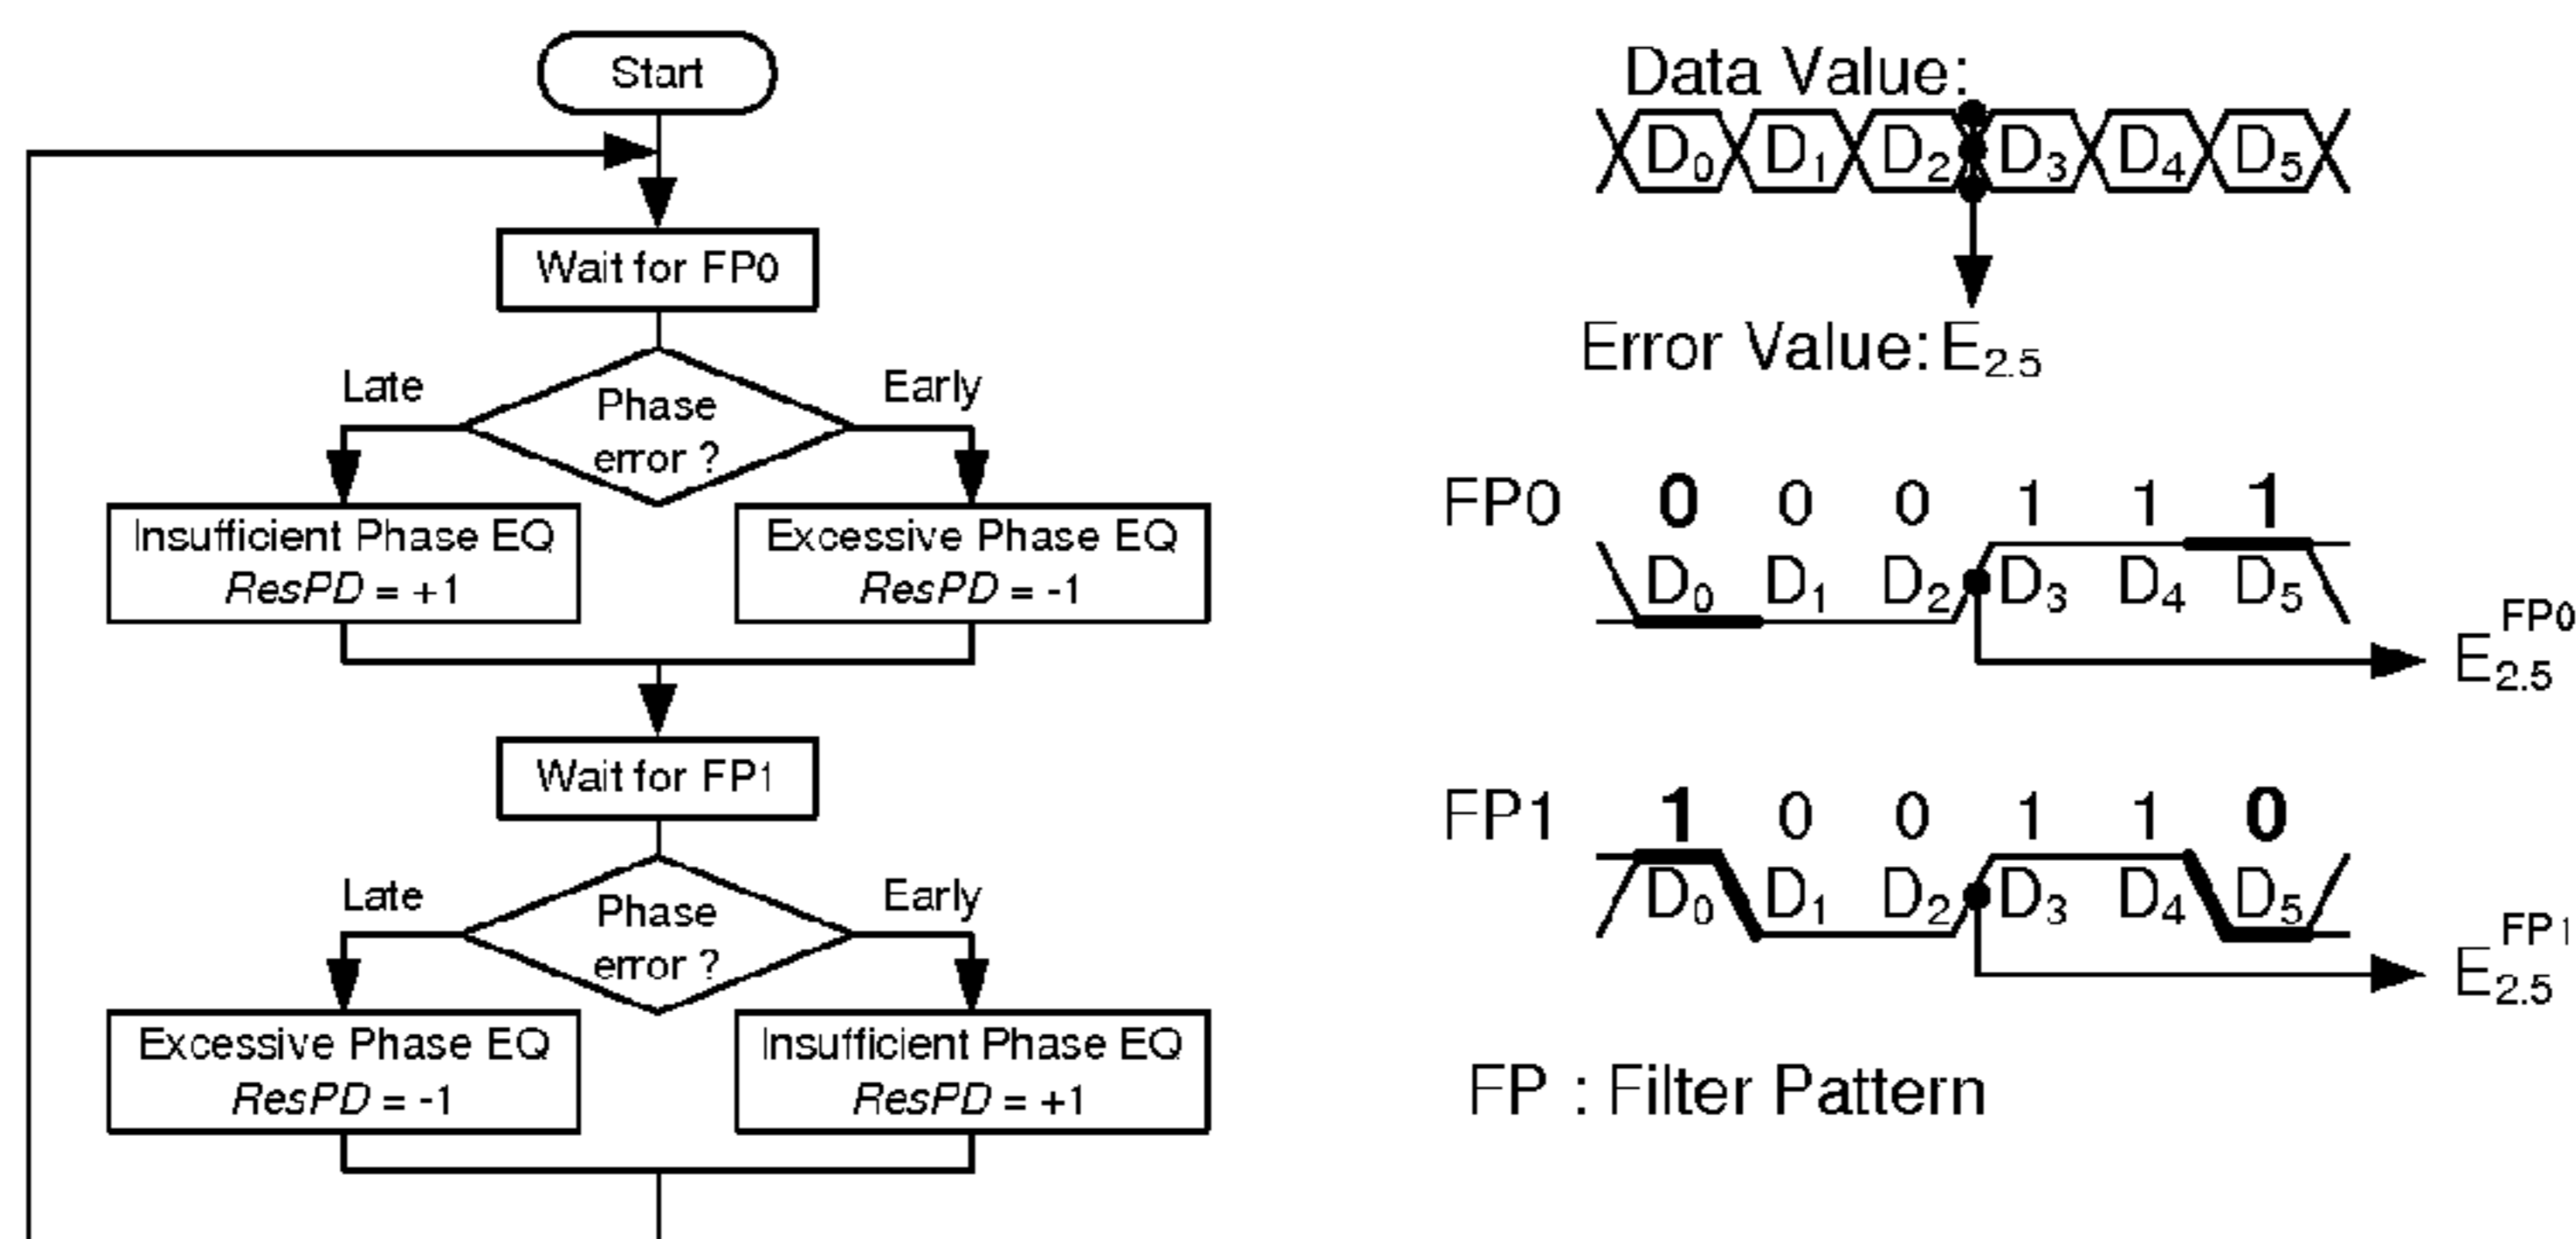 Start
Wait for FP0
Late
Early
Phase
error ?
Insufficient Phase EQ
ResPD = +1
Excessive Phase EQ
ResPD = -1
Wait for FP1
Late
Early
Phase
error ?
Excessive Phase EQ
ResPD = -1
Insufficient Phase EQ
ResPD = +1
Data Value:
D0 D1 D2 D3 D4 D5
Error Value: E2.5
FP0 0 0 0 1 1 1
D0 D1 D2 D3 D4 D5
E2.5 FP0
FP1 1 0 0 1 1 0
D0 D1 D2 D3 D4 D5
E2.5 FP1
FP : Filter Pattern